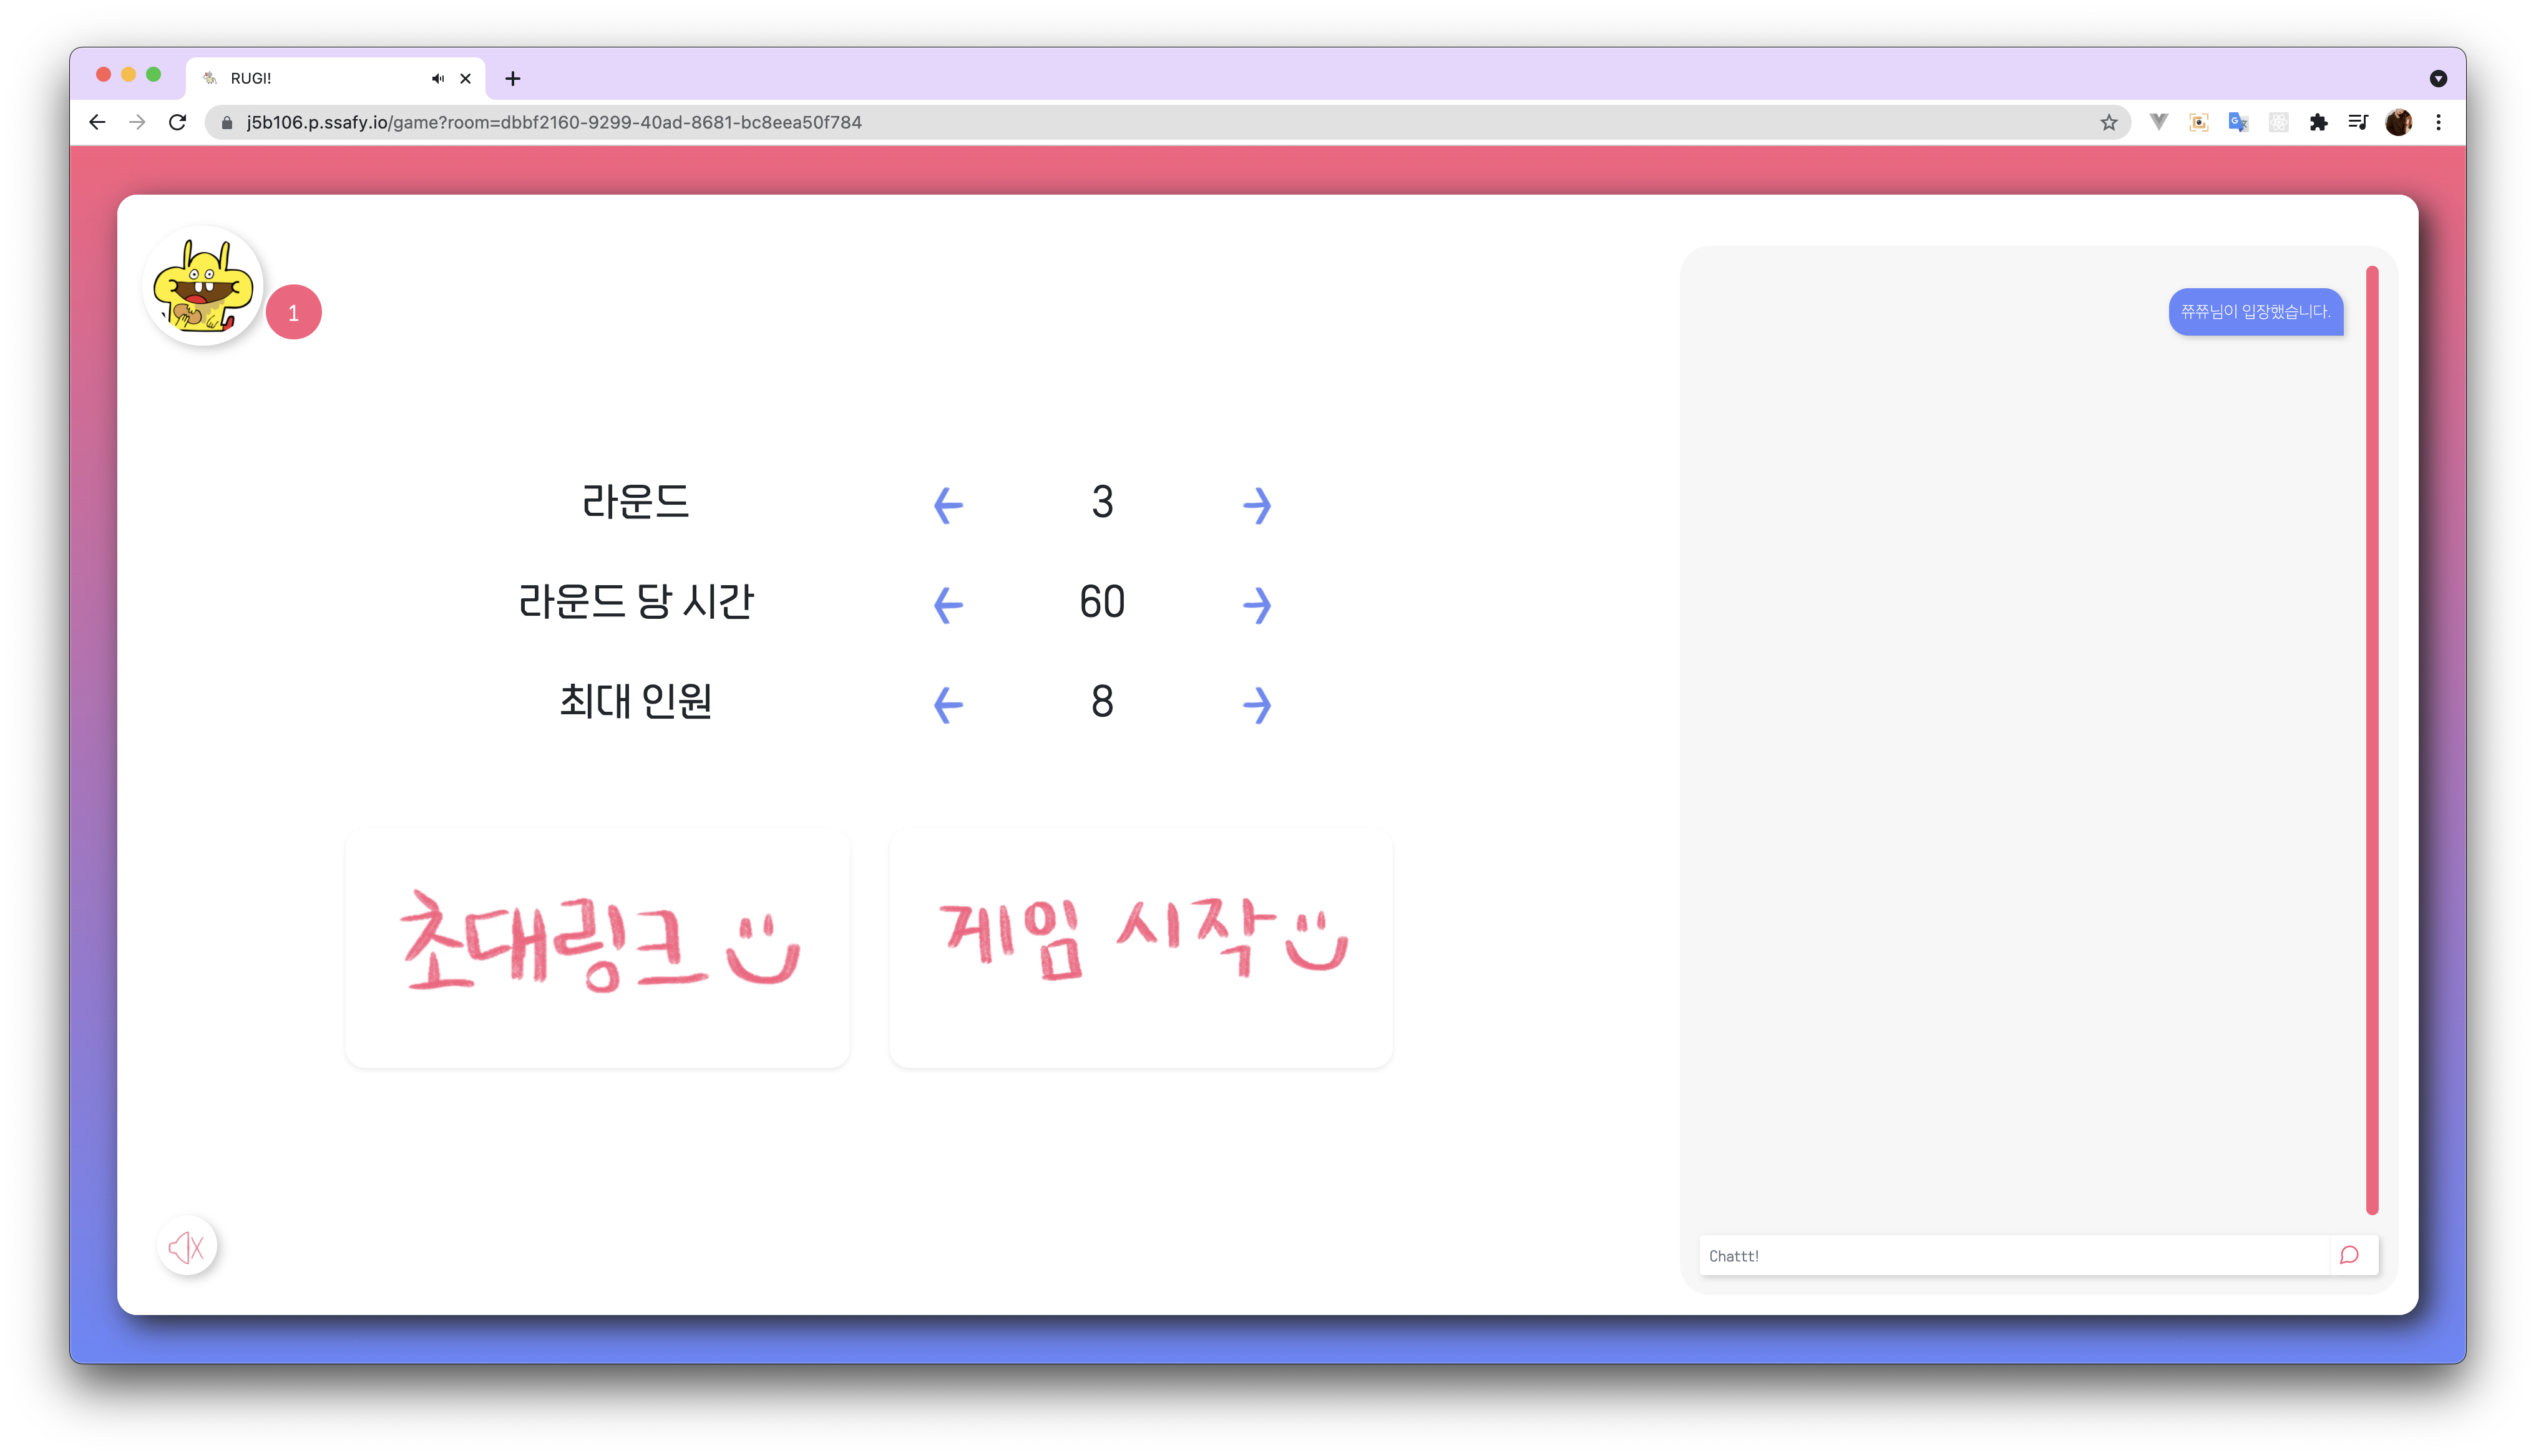 RUGI!
j5b106.p.ssafy.io/game?room=dbbf2160-9299-40ad-8681-bc8eea50f784
1
쮸쮸님이 입장했습니다.
라운드 3
라운드 당 시간 60
최대 인원 8
초대링크
게임 시작
Chattt!